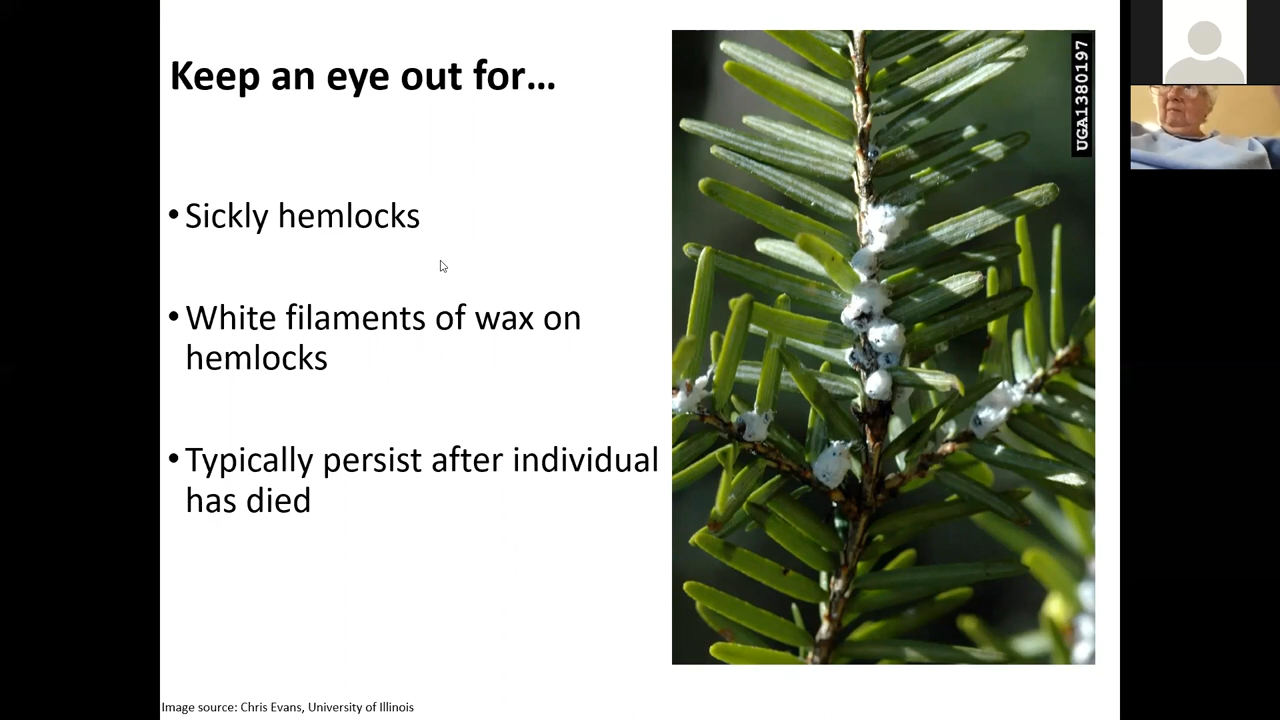 Keep an eye out for…
• Sickly hemlocks
• White filaments of wax on
hemlocks
• Typically persist after individual
has died
UGA1380197
Image source: Chris Evans, University of Illinois